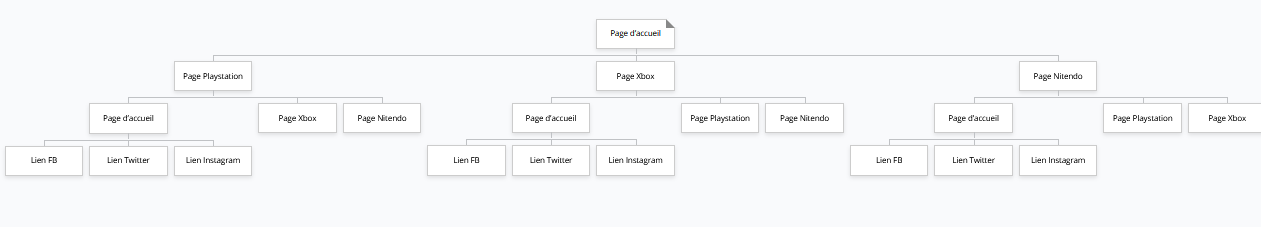 Page d'accueil
Page Playstation
Page Xbox
Page Nitendo
Page d'accueil
Page Xbox
Page Nitendo
Page d'accueil
Page Playstation
Page Nitendo
Page d'accueil
Page Playstation
Page Xbox
Lien FB
Lien Twitter
Lien Instagram
Lien FB
Lien Twitter
Lien Instagram
Lien FB
Lien Twitter
Lien Instagram